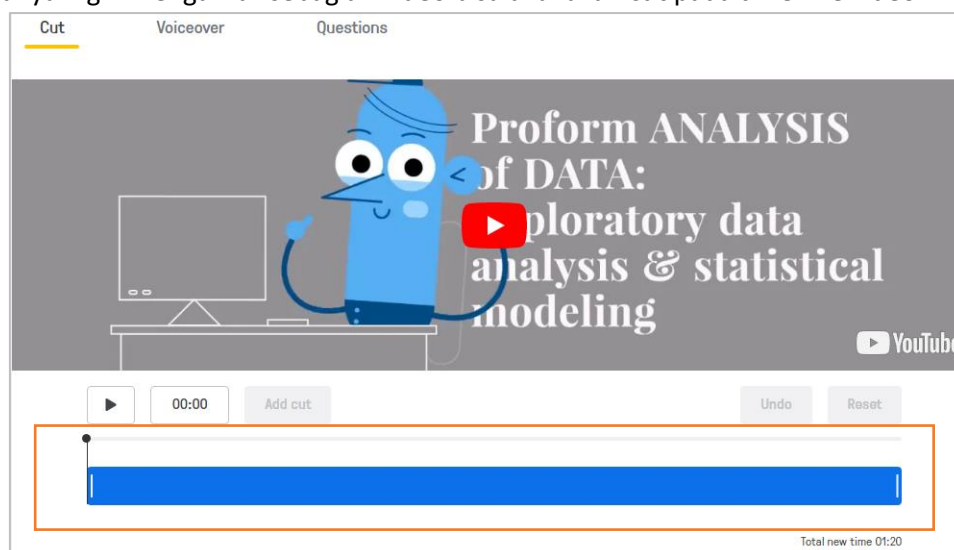 Cut Voiceover Questions
Proform ANALYSIS
of DATA:
ploratory data
analysis & statistical
modeling
YouTube
00:00 Add cut Undo Reset
Total new time 01:20